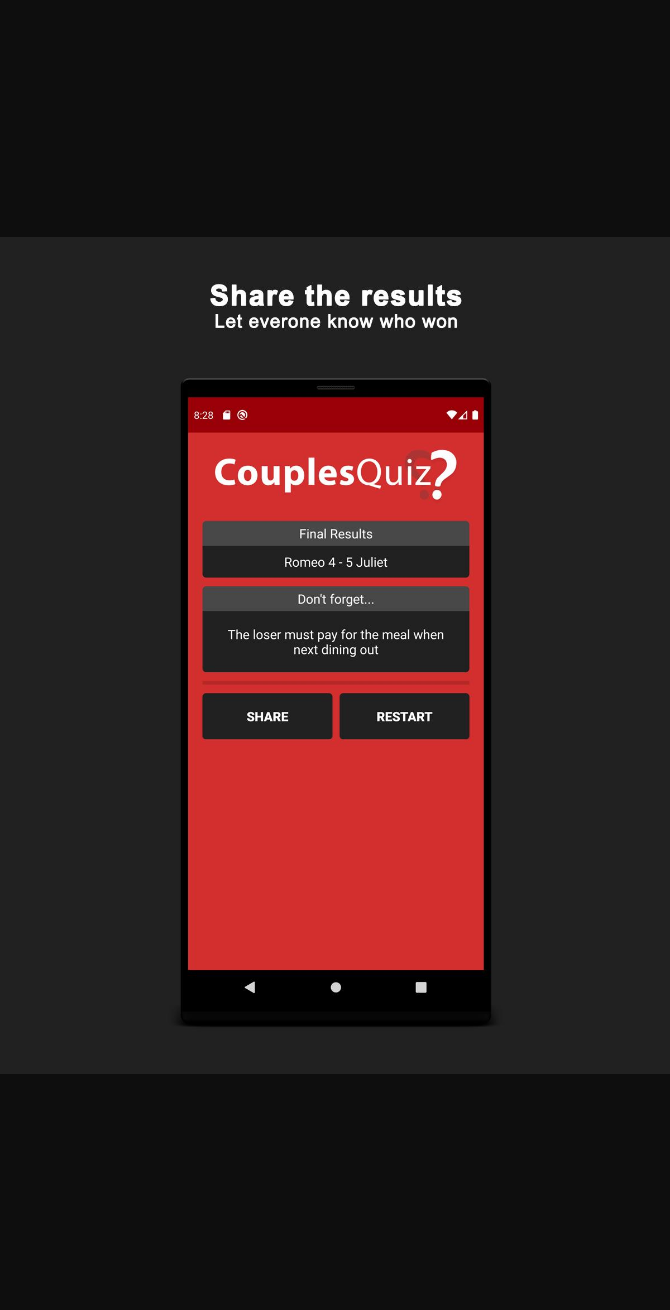 Share the results
Let everone know who won
8:28
CouplesQuiz?
Final Results
Romeo 4 - 5 Juliet
Don't forget...
The loser must pay for the meal when
next dining out
SHARE
RESTART